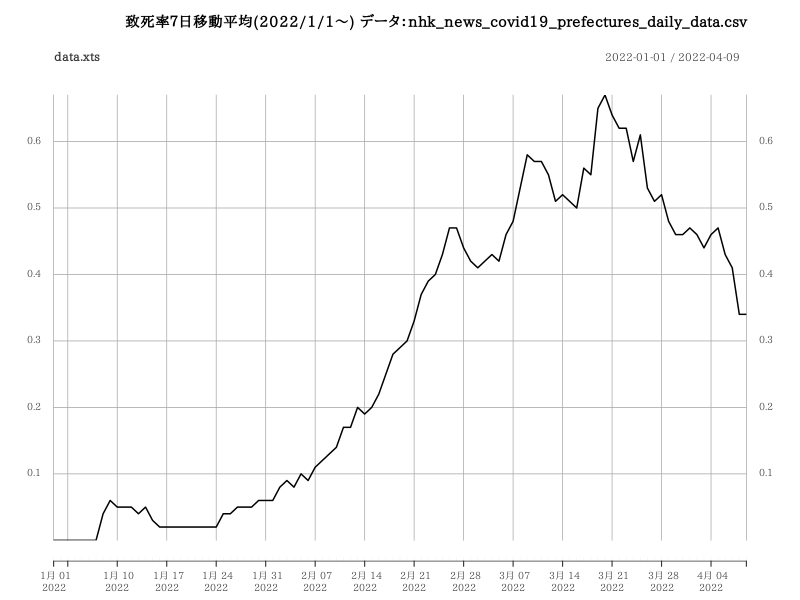 致死率7日移動平均(2022/1/1～) データ:nhk_news_covid19_prefectures_daily_data.csv
data.xts 2022-01-01 / 2022-04-09
0.6 0.6
0.5 0.5
0.4 0.4
0.3 0.3
0.2 0.2
0.1 0.1
1月 01 1月 10 1月 17 1月 24 1月 31 2月 07 2月 14 2月 21 2月 28 3月 07 3月 14 3月 21 3月 28 4月 04
2022 2022 2022 2022 2022 2022 2022 2022 2022 2022 2022 2022 2022 2022